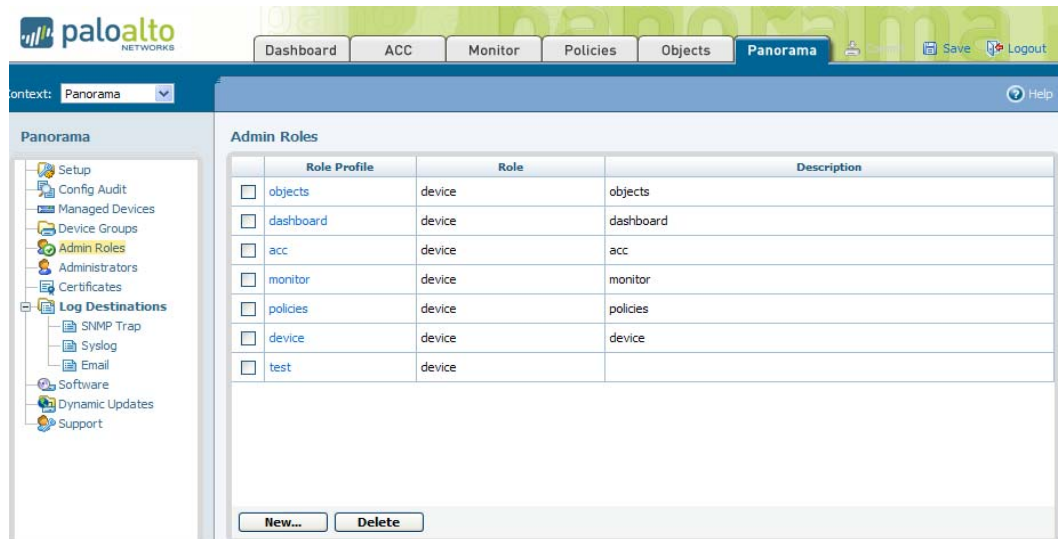 paloalto
NETWORKS
Dashboard ACC Monitor Policies Objects Panorama Save Logout
ontext: Panorama Help
Panorama
Setup
Config Audit
Managed Devices
Device Groups
Admin Roles
Administrators
Certificates
Log Destinations
SNMP Trap
Syslog
Email
Software
Dynamic Updates
Support
Admin Roles
Role Profile Role Description
objects device objects
dashboard device dashboard
acc device acc
monitor device monitor
policies device policies
device device device
test device
New... Delete